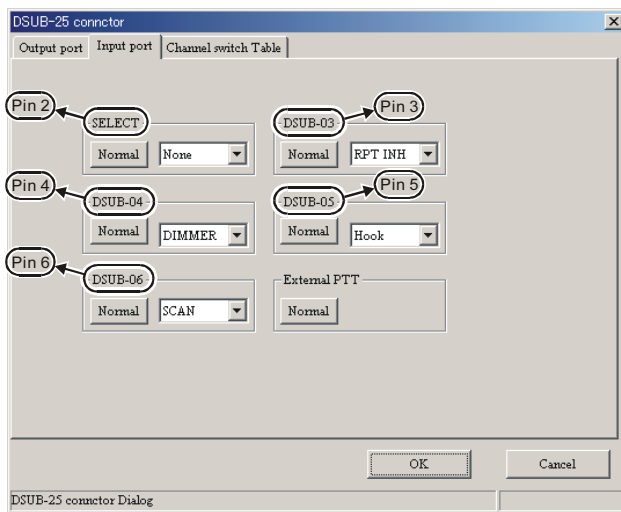 DSUB-25 connctor
Output port Input port Channel switch Table
Pin 2 Pin 3
SELECT DSUB-03
Normal None Normal RPT INH
Pin 4 Pin 5
DSUB-04 DSUB-05
Normal DIMMER Normal Hook
Pin 6
DSUB-06 External PTT
Normal SCAN Normal
OK Cancel
DSUB-25 connctor Dialog